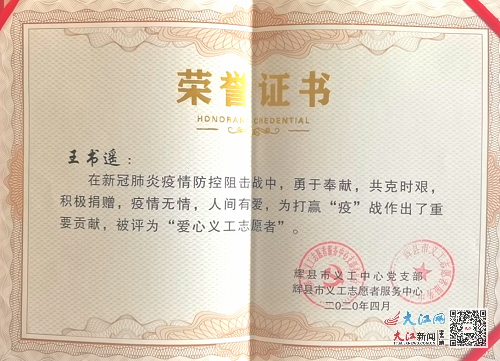 荣誉证书
HONORARY CREDENTIAL
王书遥：
在新冠肺炎疫情防控阻击战中，勇于奉献，共克时艰，
积极捐赠，疫情无情，人间有爱，为打赢“疫”战作出了重
要贡献，被评为“爱心义工志愿者”。
辉县市义工中心党支部
辉县市义工志愿者服务中心
二〇二〇年四月
大江网
大江新闻